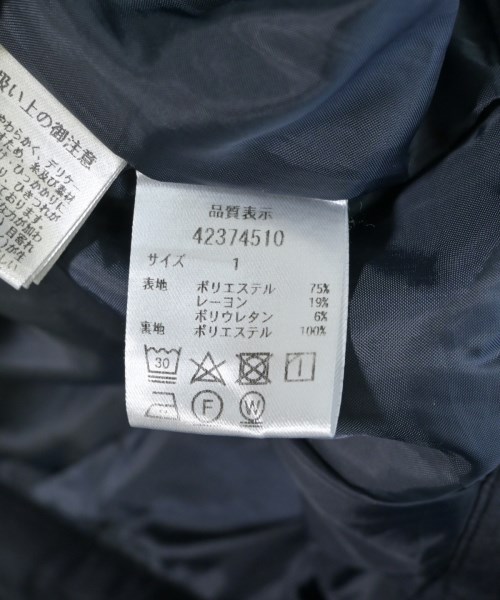 扱い上の御注意
品質表示
42374510
サイズ 1
表地 ポリエステル 75%
レーヨン 19%
ポリウレタン 6%
裏地 ポリエステル 100%
30
F W